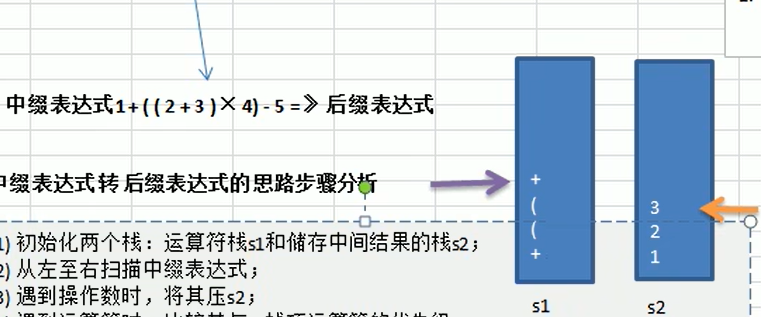 中缀表达式1+((2+3)×4)-5=》后缀表达式
中缀表达式转 后缀表达式的思路步骤分析
1) 初始化两个栈：运算符栈s1和储存中间结果的栈s2；
2) 从左至右扫描中缀表达式；
3) 遇到操作数时，将其压s2；
+
(
(
+
3
2
1
s1
s2